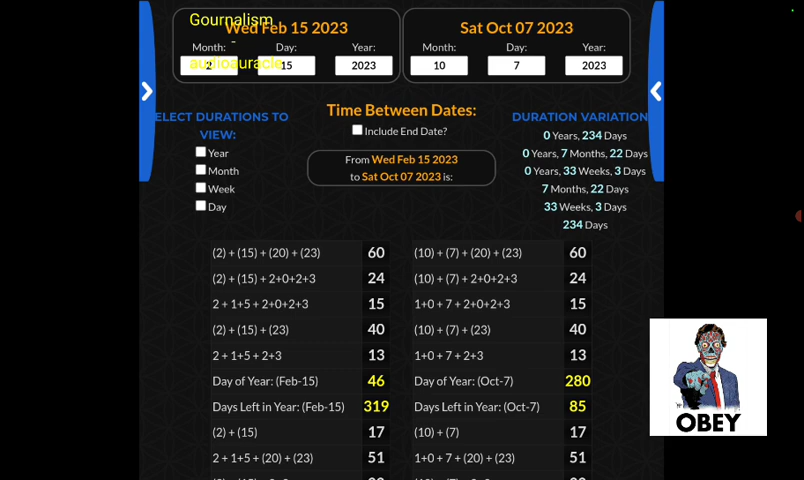 Gournalism
Wed Feb 15 2023
Sat Oct 07 2023
Month: Day: Year:
Month: Day: Year:
audioauracle
2 15 2023
10 7 2023
Time Between Dates:
Include End Date?
From Wed Feb 15 2023
to Sat Oct 07 2023 is:
ELECT DURATIONS TO
VIEW:
Year
Month
Week
Day
DURATION VARIATION
0 Years, 234 Days
0 Years, 7 Months, 22 Days
0 Years, 33 Weeks, 3 Days
7 Months, 22 Days
33 Weeks, 3 Days
234 Days
(2) + (15) + (20) + (23) 60 (10) + (7) + (20) + (23) 60
(2) + (15) + 2+0+2+3 24 (10) + (7) + 2+0+2+3 24
2 + 1+5 + 2+0+2+3 15 1+0 + 7 + 2+0+2+3 15
(2) + (15) + (23) 40 (10) + (7) + (23) 40
2 + 1+5 + 2+3 13 1+0 + 7 + 2+3 13
Day of Year: (Feb-15) 46 Day of Year: (Oct-7) 280
Days Left in Year: (Feb-15) 319 Days Left in Year: (Oct-7) 85
(2) + (15) 17 (10) + (7) 17
2 + 1+5 + (20) + (23) 51 1+0 + 7 + (20) + (23) 51
OBEY